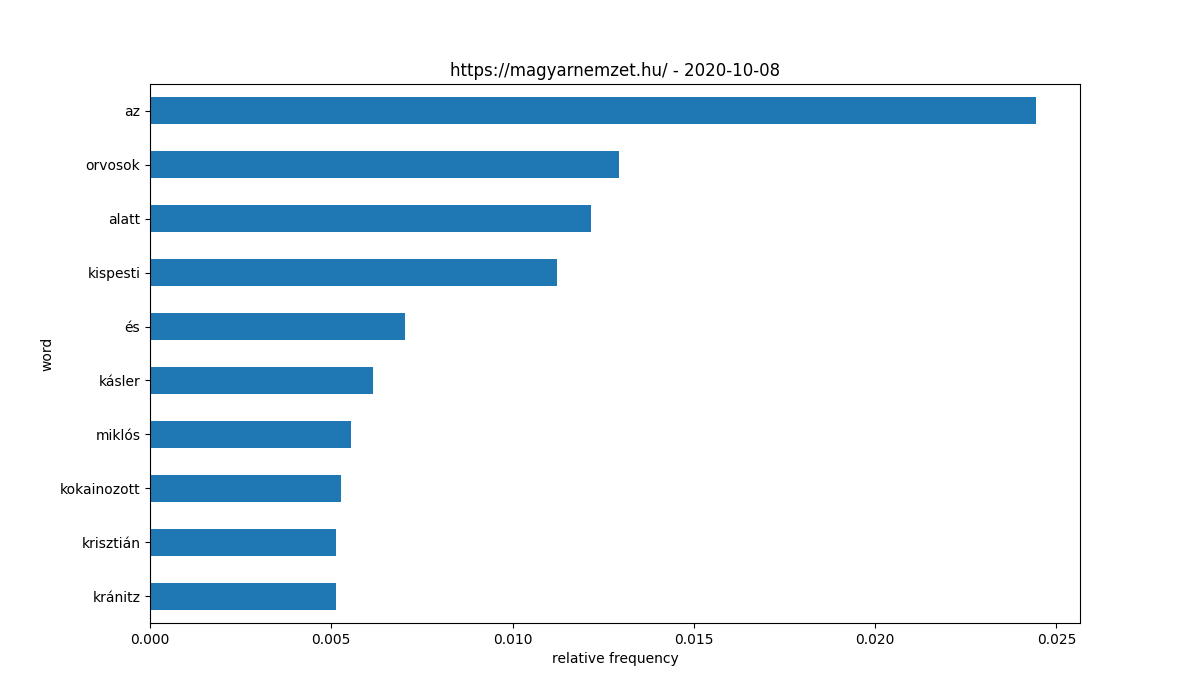 https://magyarnemzet.hu/ - 2020-10-08
az
orvosok
alatt
kispesti
és
kásler
miklós
kokainozott
krisztián
kránitz
word
0.000 0.005 0.010 0.015 0.020 0.025
relative frequency